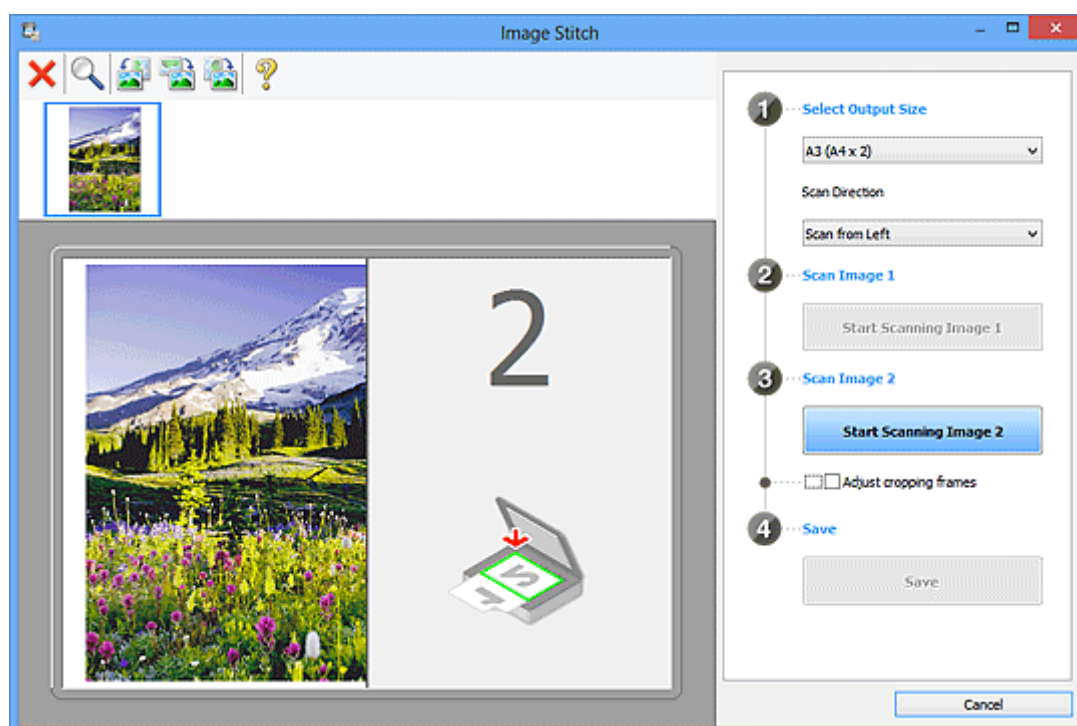 Image Stitch
1
Select Output Size
A3 (A4 x 2)
Scan Direction
Scan from Left
2
Scan Image 1
Start Scanning Image 1
3
Scan Image 2
Start Scanning Image 2
Adjust cropping frames
4
Save
Save
Cancel
2
1 2